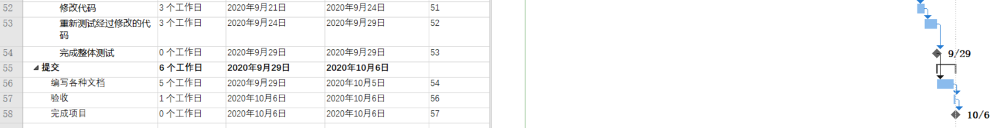 52 修改代码 3 个工作日 2020年9月21日 2020年9月24日 51
53 重新测试经过修改的代 3 个工作日 2020年9月24日 2020年9月29日 52
码
54 完成整体测试 0 个工作日 2020年9月29日 2020年9月29日 53 9/29
55 提交 6 个工作日 2020年9月29日 2020年10月6日
56 编写各种文档 5 个工作日 2020年9月29日 2020年10月5日 54
57 验收 1 个工作日 2020年10月6日 2020年10月6日 56
58 完成项目 0 个工作日 2020年10月6日 2020年10月6日 57 10/6